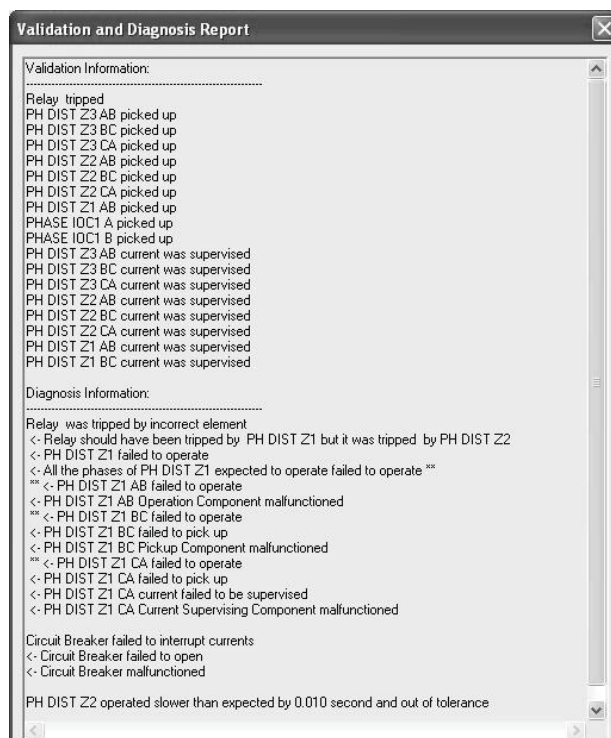 Validation and Diagnosis Report
Validation Information:
------------------------------------------------------------------
Relay tripped
PH DIST Z3 AB picked up
PH DIST Z3 BC picked up
PH DIST Z3 CA picked up
PH DIST Z2 AB picked up
PH DIST Z2 BC picked up
PH DIST Z2 CA picked up
PH DIST Z1 AB picked up
PHASE IOC1 A picked up
PHASE IOC1 B picked up
PH DIST Z3 AB current was supervised
PH DIST Z3 BC current was supervised
PH DIST Z3 CA current was supervised
PH DIST Z2 AB current was supervised
PH DIST Z2 BC current was supervised
PH DIST Z2 CA current was supervised
PH DIST Z1 AB current was supervised
PH DIST Z1 BC current was supervised
Diagnosis Information:
------------------------------------------------------------------
Relay was tripped by incorrect element
<- Relay should have been tripped by PH DIST Z1 but it was tripped by PH DIST Z2
<- PH DIST Z1 failed to operate
<- All the phases of PH DIST Z1 expected to operate failed to operate **
** <- PH DIST Z1 AB failed to operate
<- PH DIST Z1 AB Operation Component malfunctioned
** <- PH DIST Z1 BC failed to operate
<- PH DIST Z1 BC failed to pick up
<- PH DIST Z1 BC Pickup Component malfunctioned
** <- PH DIST Z1 CA failed to operate
<- PH DIST Z1 CA failed to pick up
<- PH DIST Z1 CA current failed to be supervised
<- PH DIST Z1 CA Current Supervising Component malfunctioned
Circuit Breaker failed to interrupt currents
<- Circuit Breaker failed to open
<- Circuit Breaker malfunctioned
PH DIST Z2 operated slower than expected by 0.010 second and out of tolerance